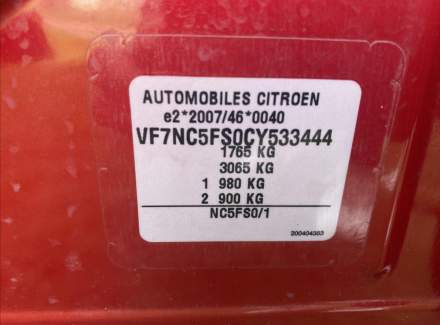 AUTOMOBILES CITROEN
e2*2007/46*0040
VF7NC5FS0CY533444
1765 KG
3065 KG
1 980 KG
2 900 KG
NC5FS0/1
200404383